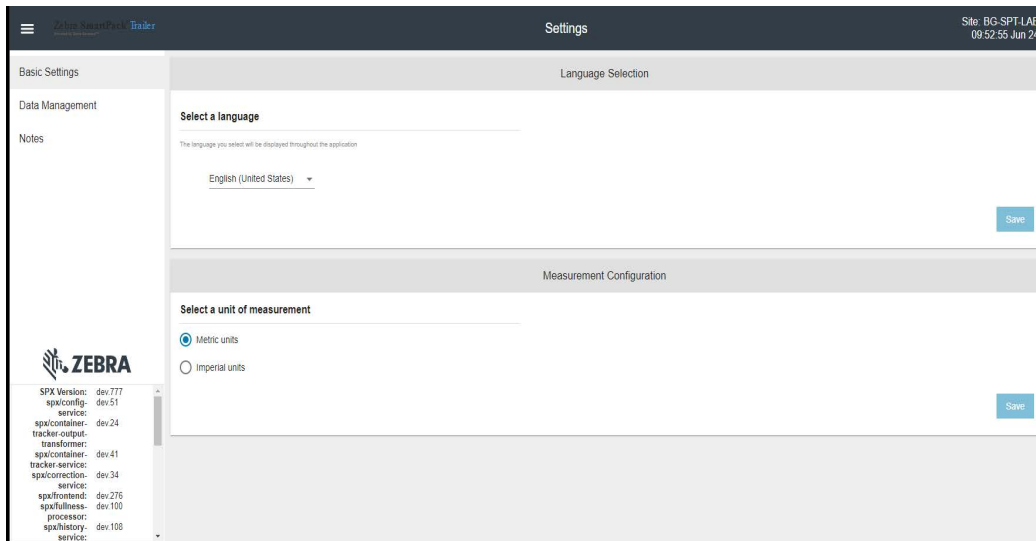 Zebra SmartPack Trailer
Settings
Site: BG-SPT-LAB
09:52:55 Jun 24
Basic Settings
Data Management
Notes
Language Selection
Select a language
The language you select will be displayed throughout the application
English (United States)
Save
Measurement Configuration
Select a unit of measurement
Metric units
Imperial units
Save
ZEBRA
SPX Version: dev.777
spx/config- dev.51
service:
spx/container- dev.24
tracker-output-
transformer:
spx/container- dev.41
tracker-service:
spx/correction- dev.34
service:
spx/frontend: dev.276
spx/fullness- dev.100
processor:
spx/history- dev.108
service: